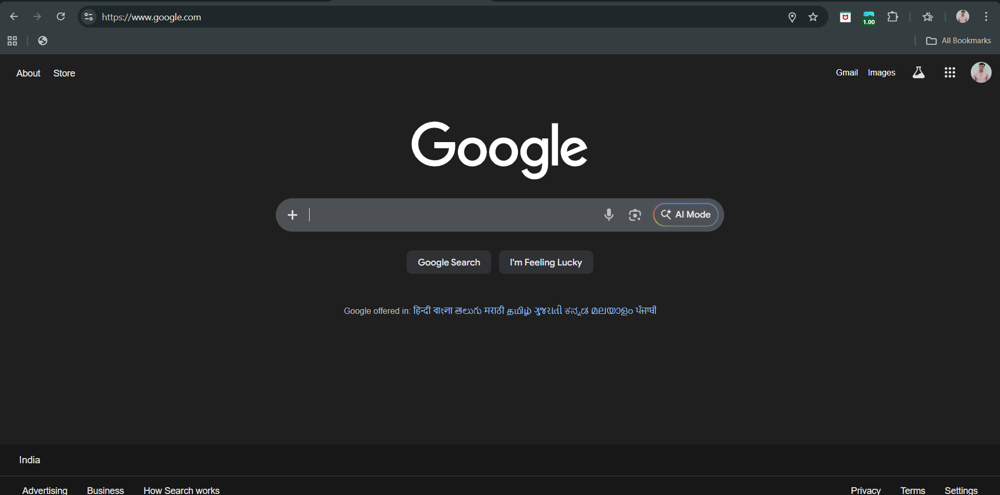 https://www.google.com
1.00
All Bookmarks
About Store
Gmail Images
Google
AI Mode
Google Search I'm Feeling Lucky
Google offered in: हिन्दी বাংলা తెలుగు मराठी தமிழ் ગુજરાતી ಕನ್ನಡ മലയാളം ਪੰਜਾਬੀ
India
Advertising Business How Search works
Privacy Terms Settings